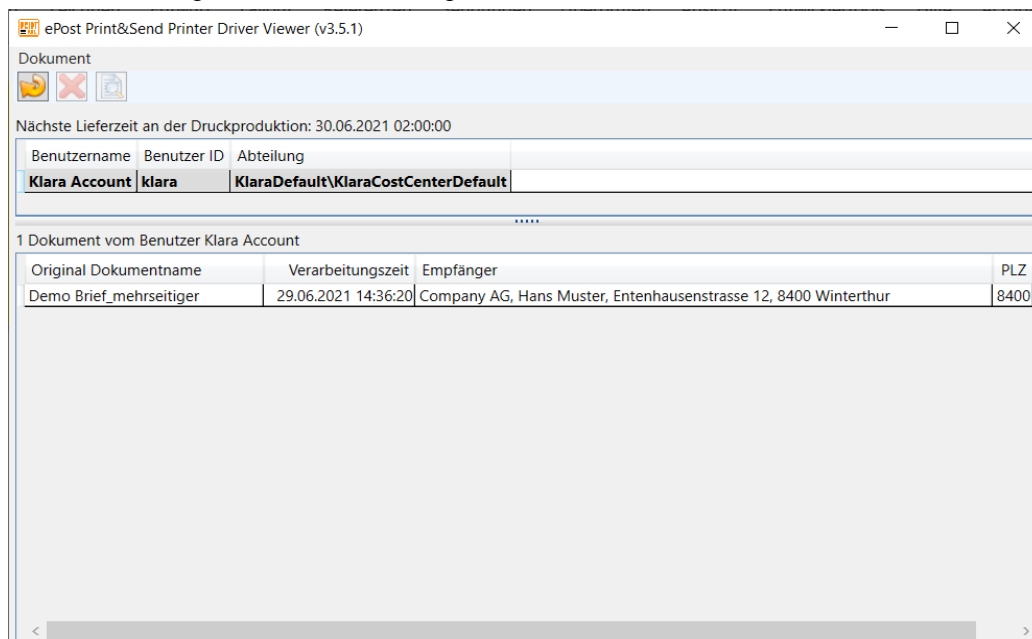 ePost Print&Send Printer Driver Viewer (v3.5.1)
Dokument
Nächste Lieferzeit an der Druckproduktion: 30.06.2021 02:00:00
Benutzername Benutzer ID Abteilung
Klara Account klara KlaraDefault\KlaraCostCenterDefault
1 Dokument vom Benutzer Klara Account
Original Dokumentname Verarbeitungszeit Empfänger PLZ
Demo Brief_mehrseitiger 29.06.2021 14:36:20 Company AG, Hans Muster, Entenhausenstrasse 12, 8400 Winterthur 8400